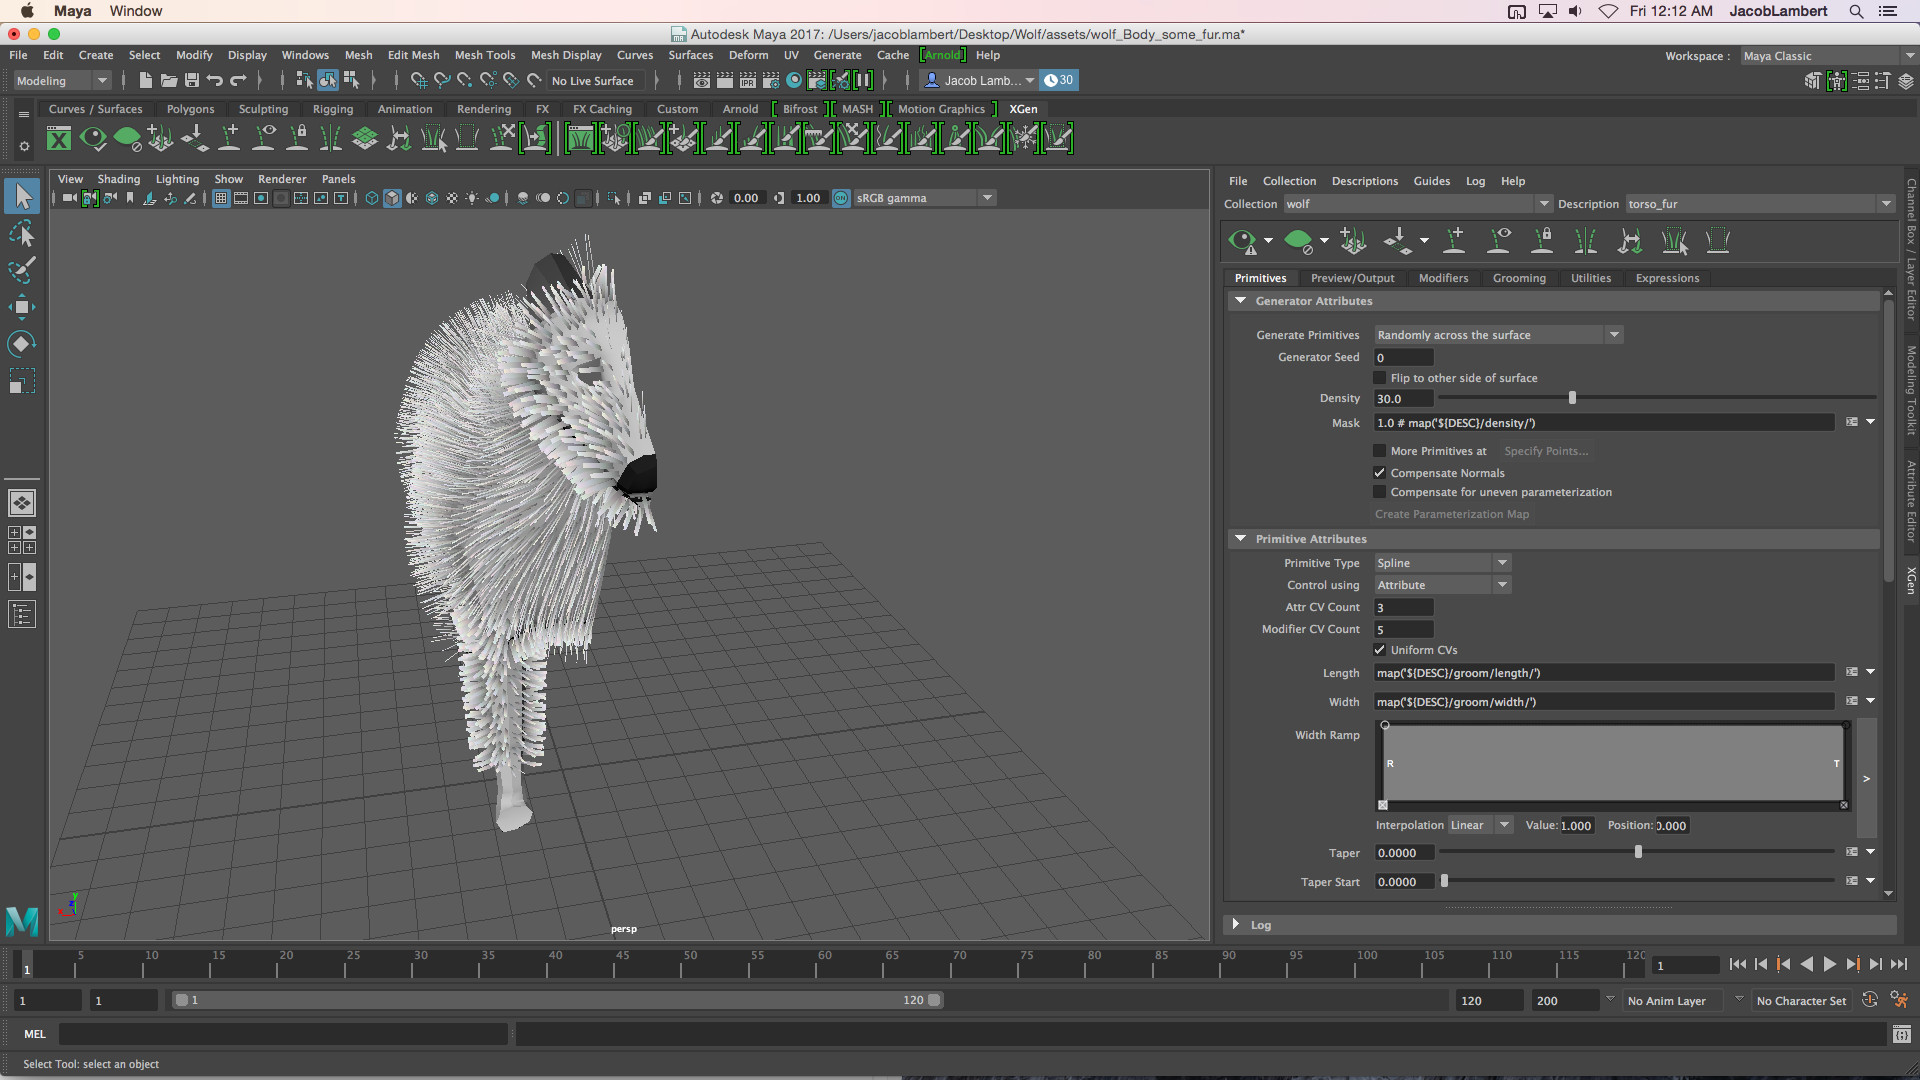 Maya Window Fri 12:12 AM JacobLambert
Autodesk Maya 2017: /Users/jacoblambert/Desktop/Wolf/assets/wolf_Body_some_fur.ma*
File Edit Create Select Modify Display Windows Mesh Edit Mesh Mesh Tools Mesh Display Curves Surfaces Deform UV Generate Cache [Arnold] Help Workspace : Maya Classic
Modeling No Live Surface Jacob Lamb... 30
Curves / Surfaces Polygons Sculpting Rigging Animation Rendering FX FX Caching Custom Arnold Bifrost MASH Motion Graphics XGen
IPR
View Shading Lighting Show Renderer Panels
0.00 1.00 ON sRGB gamma
File Collection Descriptions Guides Log Help
Collection wolf Description torso_fur
Primitives Preview/Output Modifiers Grooming Utilities Expressions
Generator Attributes
Generate Primitives Randomly across the surface
Generator Seed 0
Flip to other side of surface
Density 30.0
Mask 1.0 # map('${DESC}/density/')
More Primitives at Specify Points...
Compensate Normals
Compensate for uneven parameterization
Create Parameterization Map
Primitive Attributes
Primitive Type Spline
Control using Attribute
Attr CV Count 3
Modifier CV Count 5
Uniform CVs
Length map('${DESC}/groom/length/')
Width map('${DESC}/groom/width/')
Width Ramp
R T
>
Interpolation Linear Value: 1.000 Position: 0.000
Taper 0.0000
Taper Start 0.0000
Log
Channel Box / Layer Editor
Modeling Toolkit
Attribute Editor
XGen
persp
y
z
x
5 10 15 20 25 30 35 40 45 50 55 60 65 70 75 80 85 90 95 100 105 110 115 120
1 1
1 1 1 120 120 200 No Anim Layer No Character Set
MEL
Select Tool: select an object